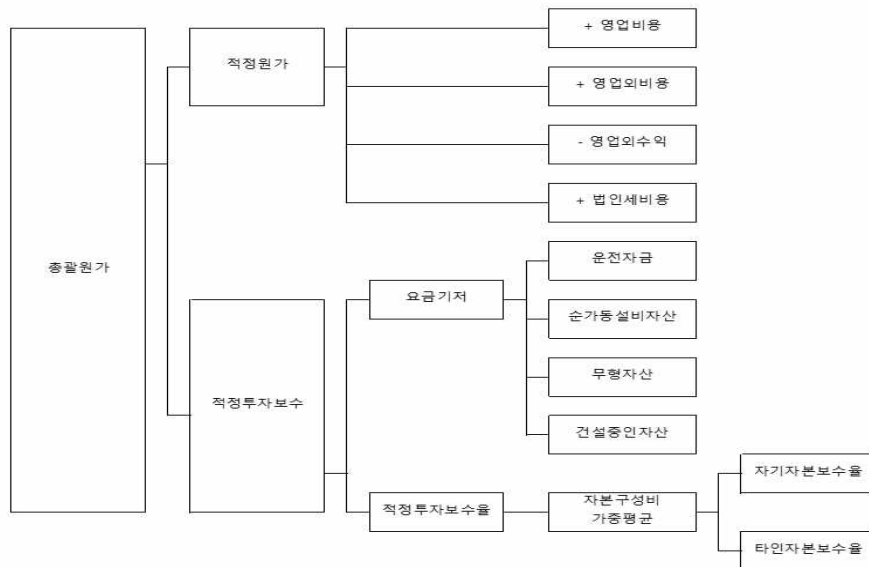 총괄원가
적정원가
+ 영업비용
+ 영업외비용
- 영업외수익
+ 법인세비용
적정투자보수
요금기저
운전자금
순가동설비자산
무형자산
건설중인자산
적정투자보수율
자본구성비
가중평균
자기자본보수율
타인자본보수율